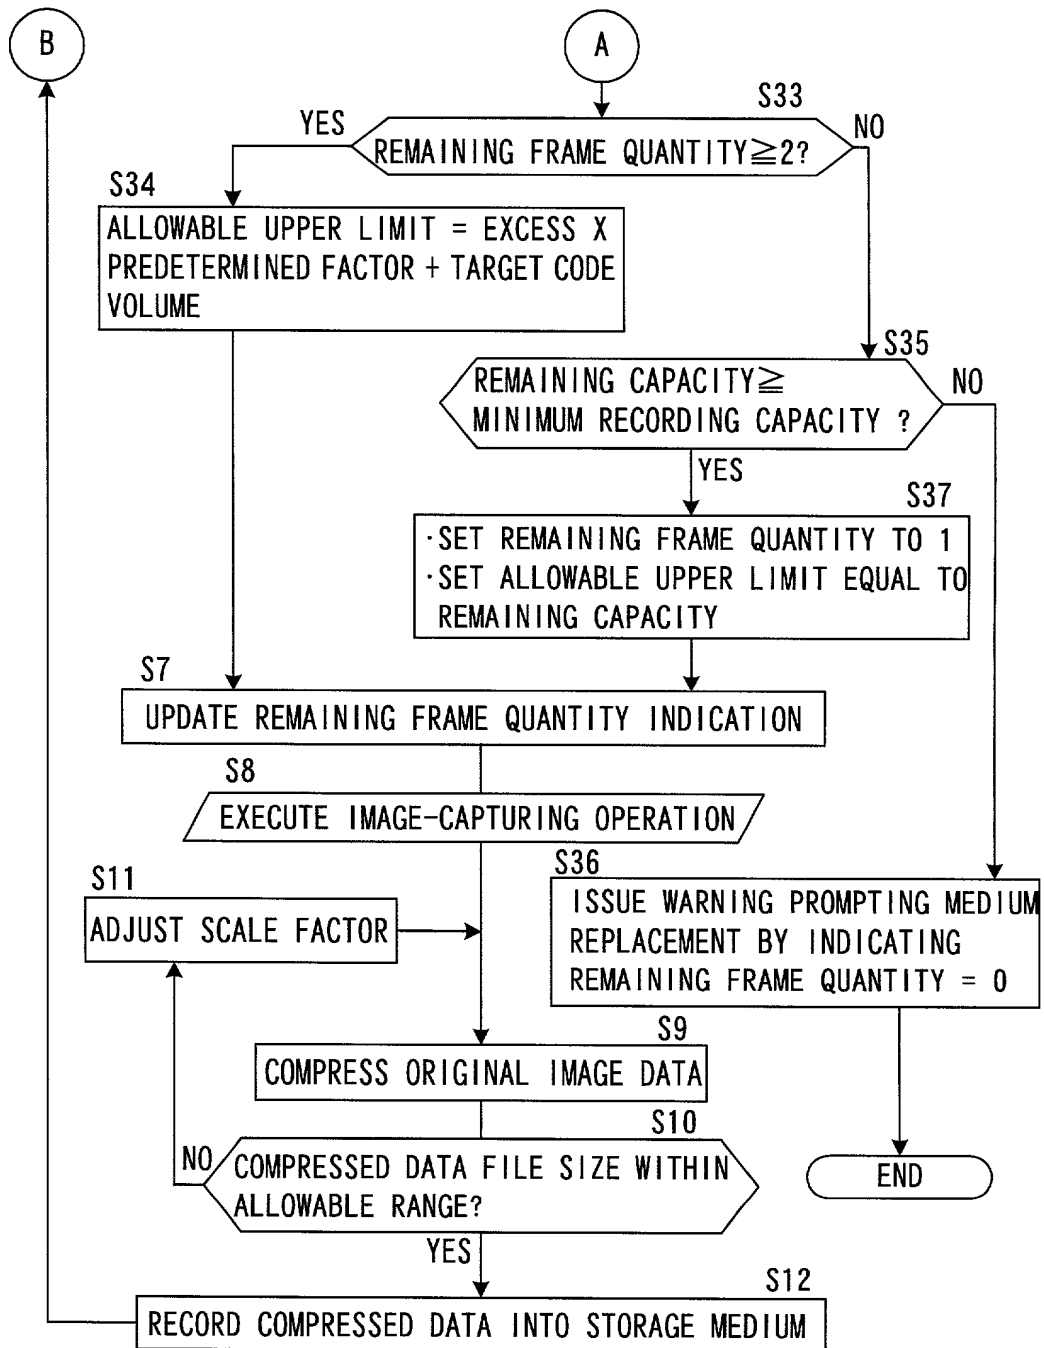 B
A
S33
YES
NO
REMAINING FRAME QUANTITY≧2?
S34
ALLOWABLE UPPER LIMIT = EXCESS X
PREDETERMINED FACTOR + TARGET CODE
VOLUME
S35
REMAINING CAPACITY≧
MINIMUM RECORDING CAPACITY ?
NO
YES
S37
·SET REMAINING FRAME QUANTITY TO 1
·SET ALLOWABLE UPPER LIMIT EQUAL TO
REMAINING CAPACITY
S7
UPDATE REMAINING FRAME QUANTITY INDICATION
S8
EXECUTE IMAGE-CAPTURING OPERATION
S36
S11
ISSUE WARNING PROMPTING MEDIUM
REPLACEMENT BY INDICATING
REMAINING FRAME QUANTITY = 0
ADJUST SCALE FACTOR
S9
COMPRESS ORIGINAL IMAGE DATA
S10
NO
COMPRESSED DATA FILE SIZE WITHIN
ALLOWABLE RANGE?
END
YES
S12
RECORD COMPRESSED DATA INTO STORAGE MEDIUM